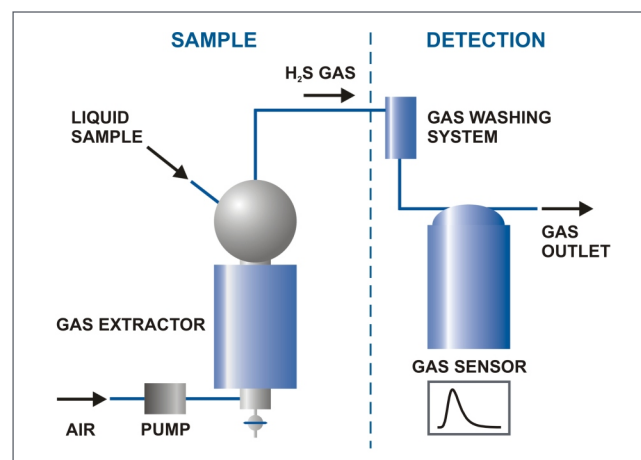 SAMPLE
DETECTION
H₂S GAS
LIQUID
SAMPLE
GAS WASHING
SYSTEM
GAS
OUTLET
GAS EXTRACTOR
GAS SENSOR
AIR
PUMP